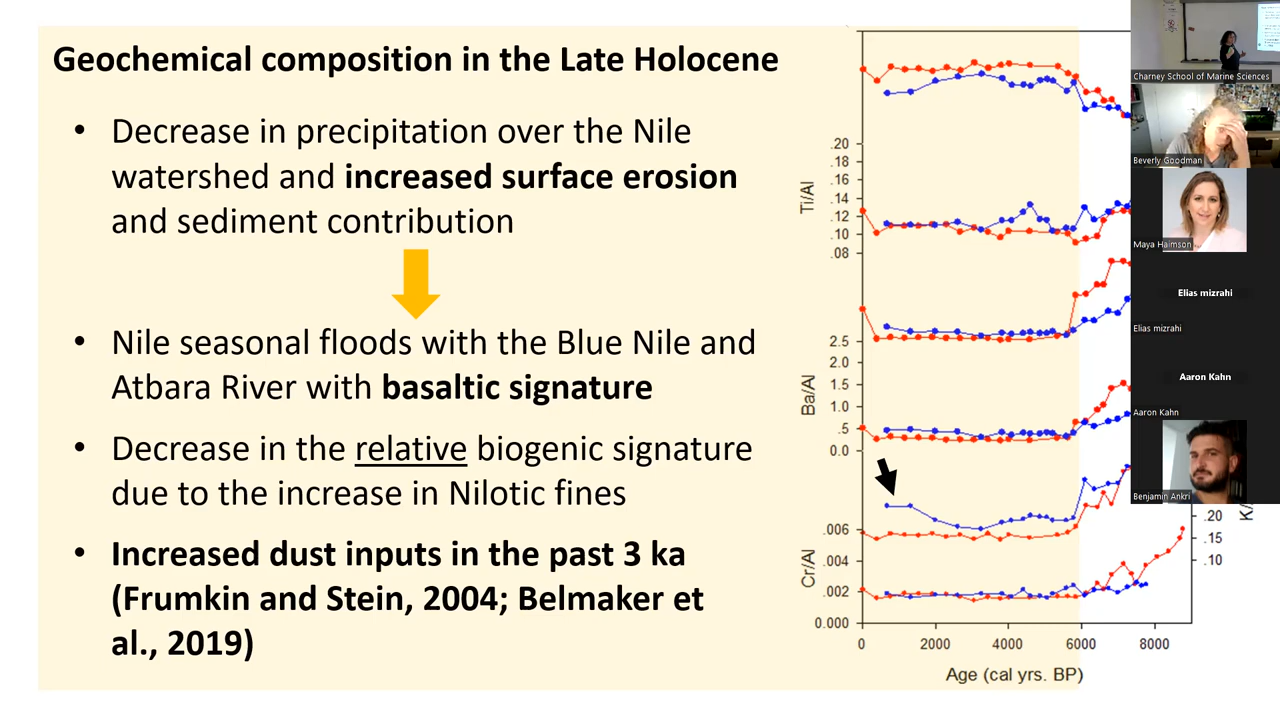 Geochemical composition in the Late Holocene
• Decrease in precipitation over the Nile
watershed and increased surface erosion
and sediment contribution
• Nile seasonal floods with the Blue Nile and
Atbara River with basaltic signature
• Decrease in the relative biogenic signature
due to the increase in Nilotic fines
• Increased dust inputs in the past 3 ka
(Frumkin and Stein, 2004; Belmaker et
al., 2019)
Ti/Al
.20
.18
.16
.14
.12
.10
.08
Ba/Al
2.5
2.0
1.5
1.0
.5
0.0
Cr/Al
.006
.004
.002
0.000
0 2000 4000 6000 8000
Age (cal yrs. BP)
.20
.15
.10
K/
Charney School of Marine Sciences
Beverly Goodman
Maya Haimson
Elias mizrahi
Elias mizrahi
Aaron Kahn
Aaron Kahn
Benjamin Ankri